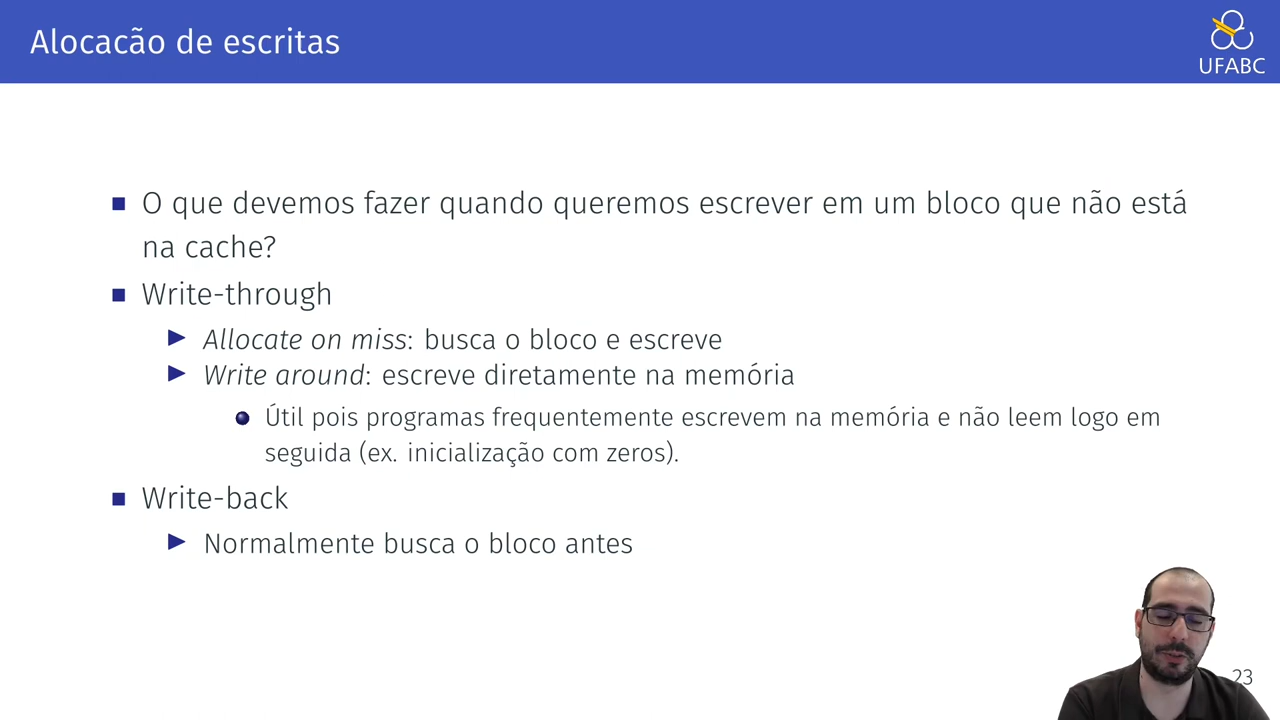 Alocacão de escritas
UFABC
O que devemos fazer quando queremos escrever em um bloco que não está
na cache?
Write-through
Allocate on miss: busca o bloco e escreve
Write around: escreve diretamente na memória
Útil pois programas frequentemente escrevem na memória e não leem logo em
seguida (ex. inicialização com zeros).
Write-back
Normalmente busca o bloco antes
23